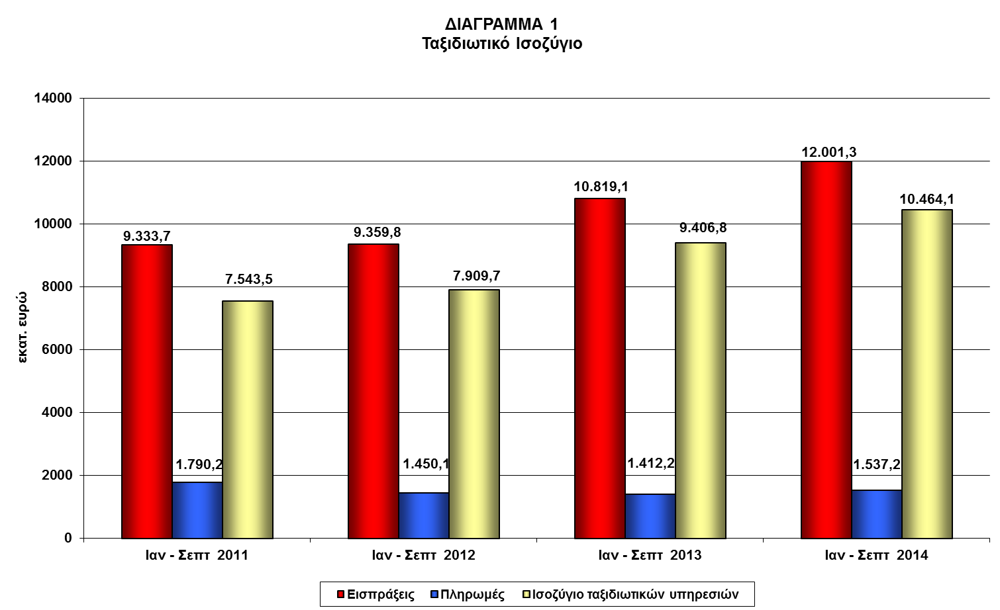 ΔΙΑΓΡΑΜΜΑ 1
Ταξιδιωτικό Ισοζύγιο
14000
12000
10000
8000
6000
4000
2000
0
εκατ. ευρώ
9.333,7
1.790,2
7.543,5
9.359,8
1.450,1
7.909,7
10.819,1
1.412,2
9.406,8
12.001,3
1.537,2
10.464,1
Ιαν - Σεπτ 2011
Ιαν - Σεπτ 2012
Ιαν - Σεπτ 2013
Ιαν - Σεπτ 2014
Εισπράξεις Πληρωμές Ισοζύγιο ταξιδιωτικών υπηρεσιών